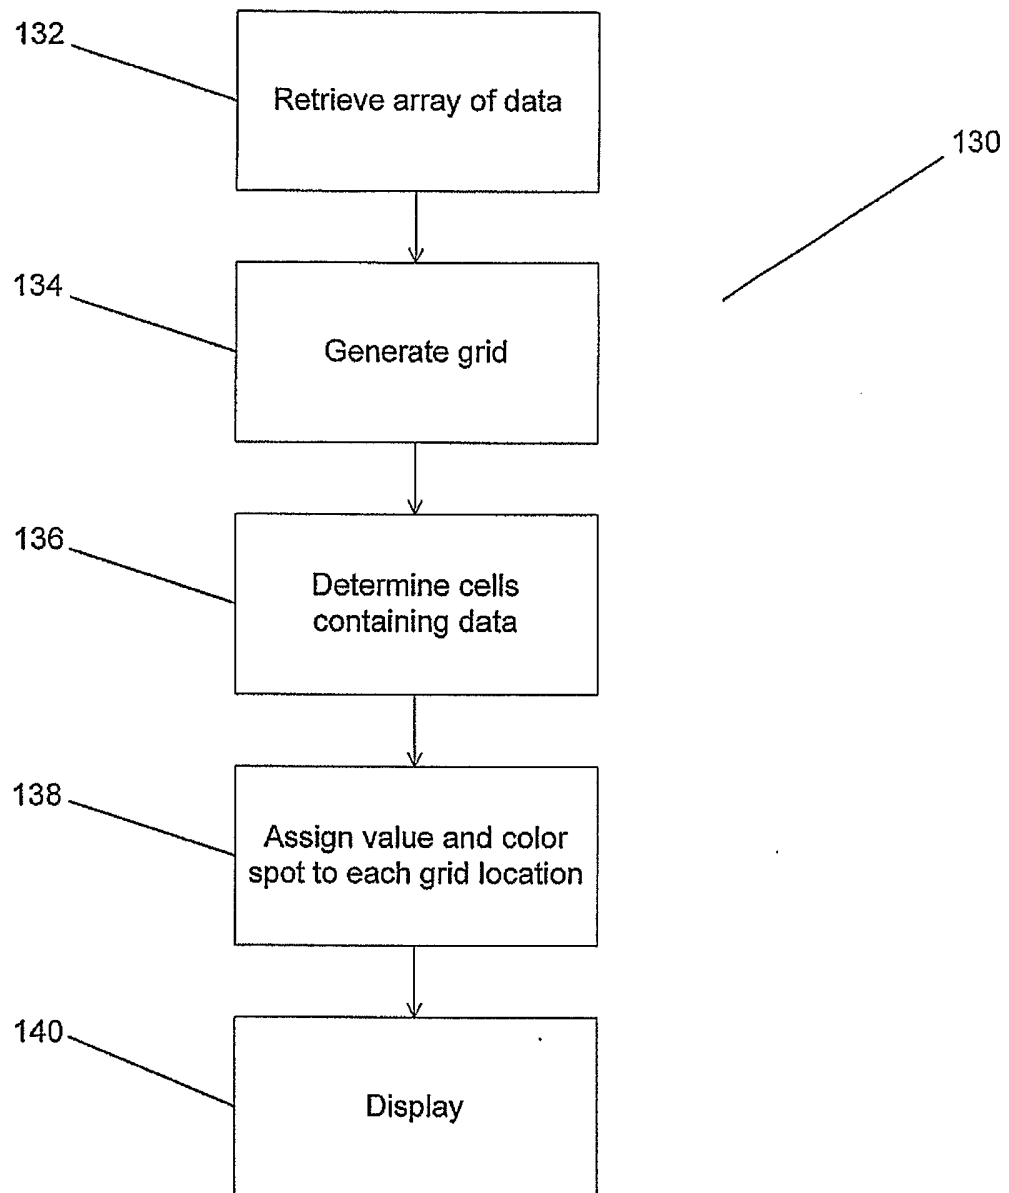 132
Retrieve array of data
130
134
Generate grid
136
Determine cells
containing data
138
Assign value and color
spot to each grid location
140
Display